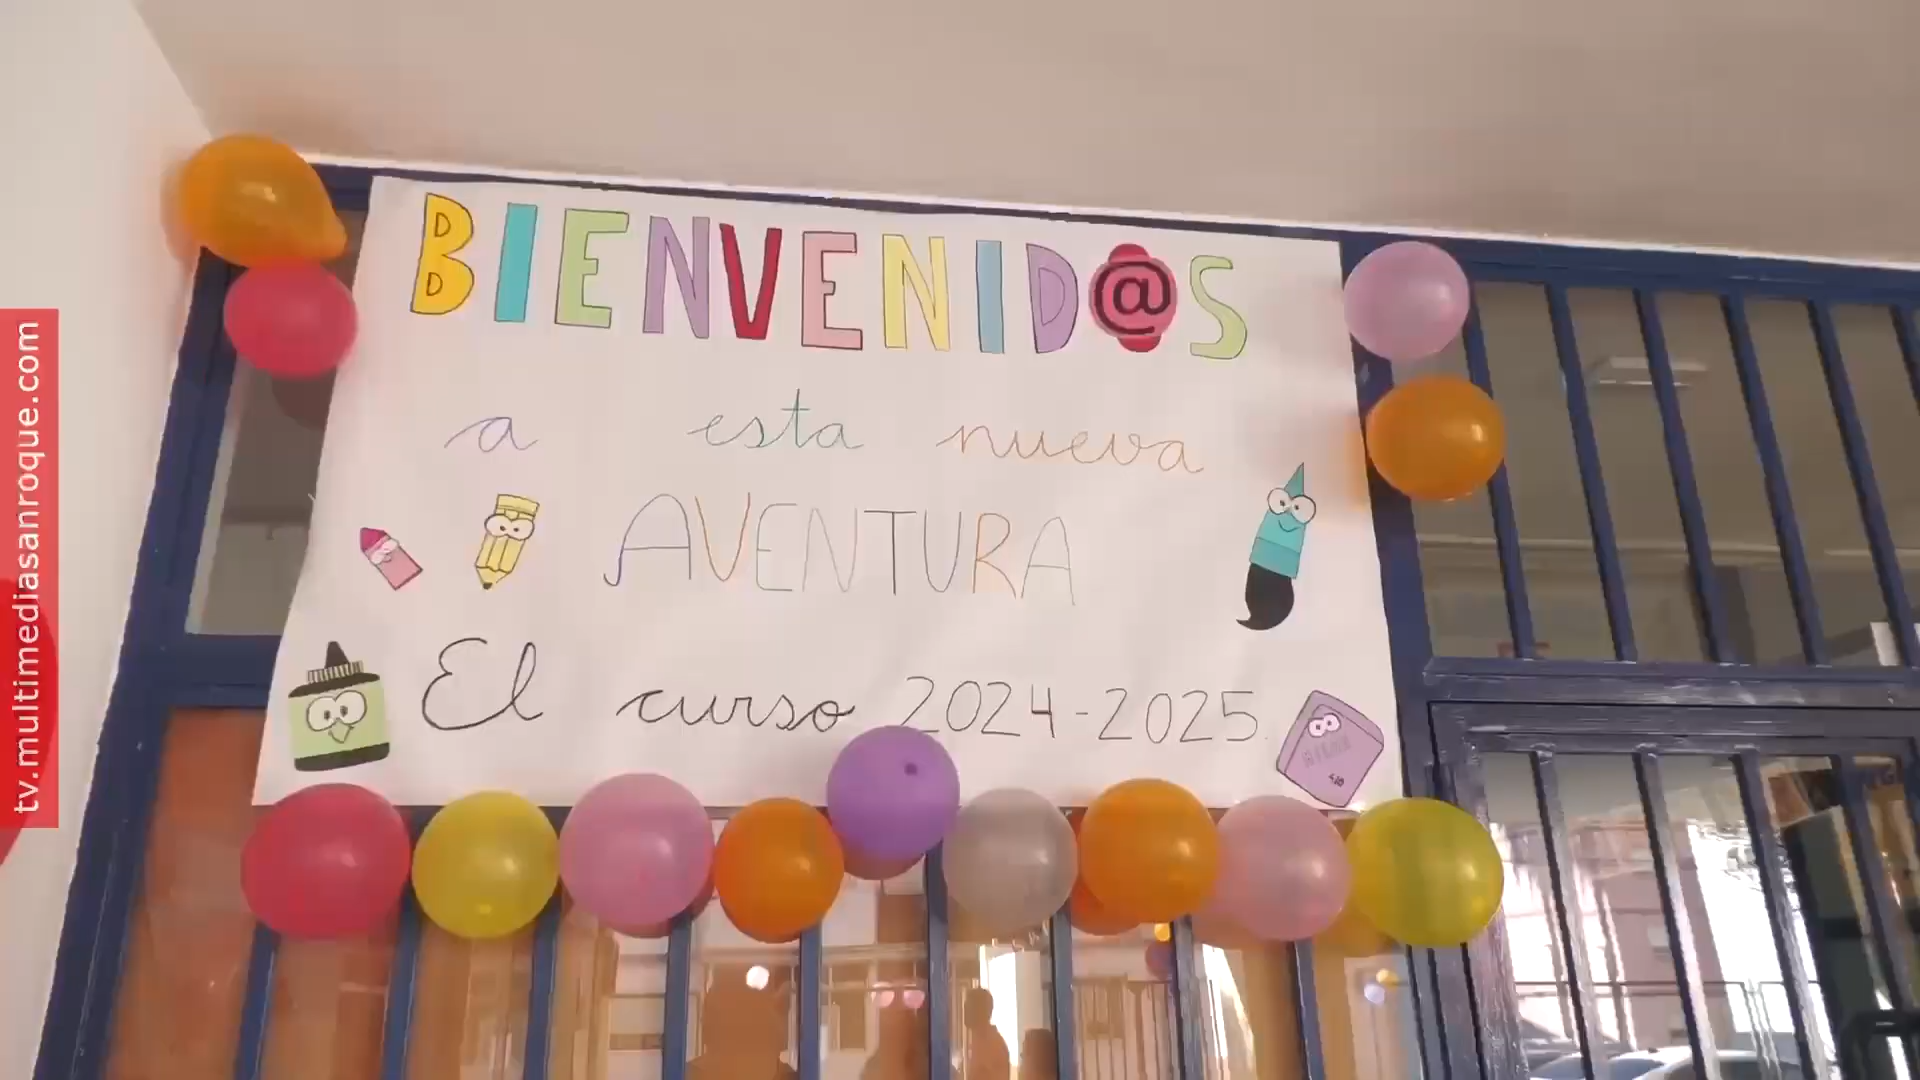 BIENVENID@S
a esta nueva
AVENTURA
El curso 2024-2025.
tv.multimediasanroque.com